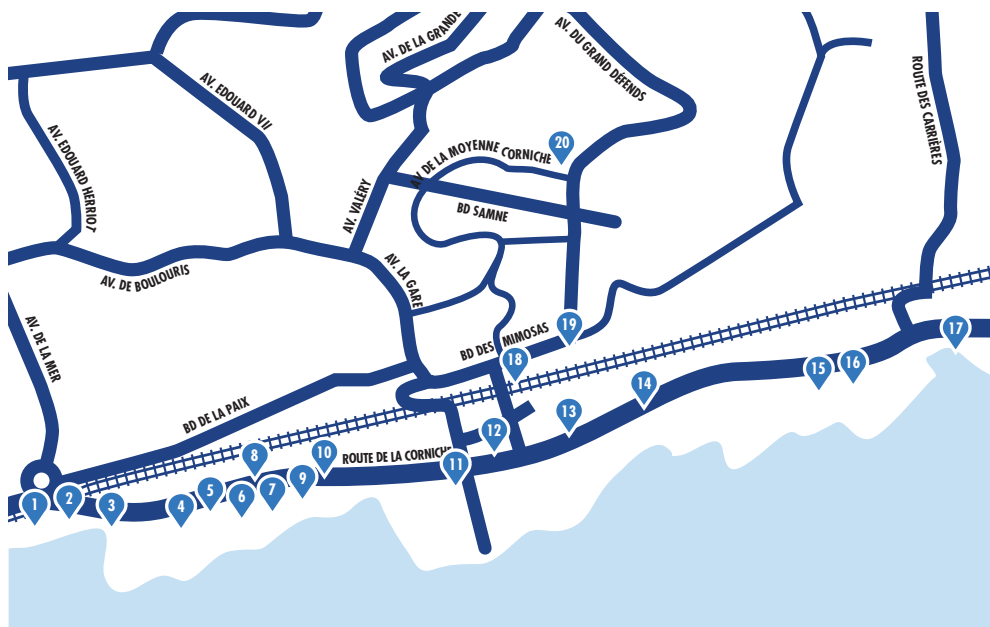 AV. DE LA GRANDE
AV. DU GRAND DÉFENDS
ROUTE DES CARRIÈRES
AV. EDOUARD VII
AV. EDOUARD HERRIOT
20
AV. DE LA MOYENNE CORNICHE
AV. VALÉRY
BD SAMNE
AV. DE BOULOURIS
AV. LA GARE
AV. DE LA MER
BD DES MIMOSAS
19
17
18
15
16
14
BD DE LA PAIX
13
12
ROUTE DE LA CORNICHE
11
10
8
9
7
6
5
4
3
2
1